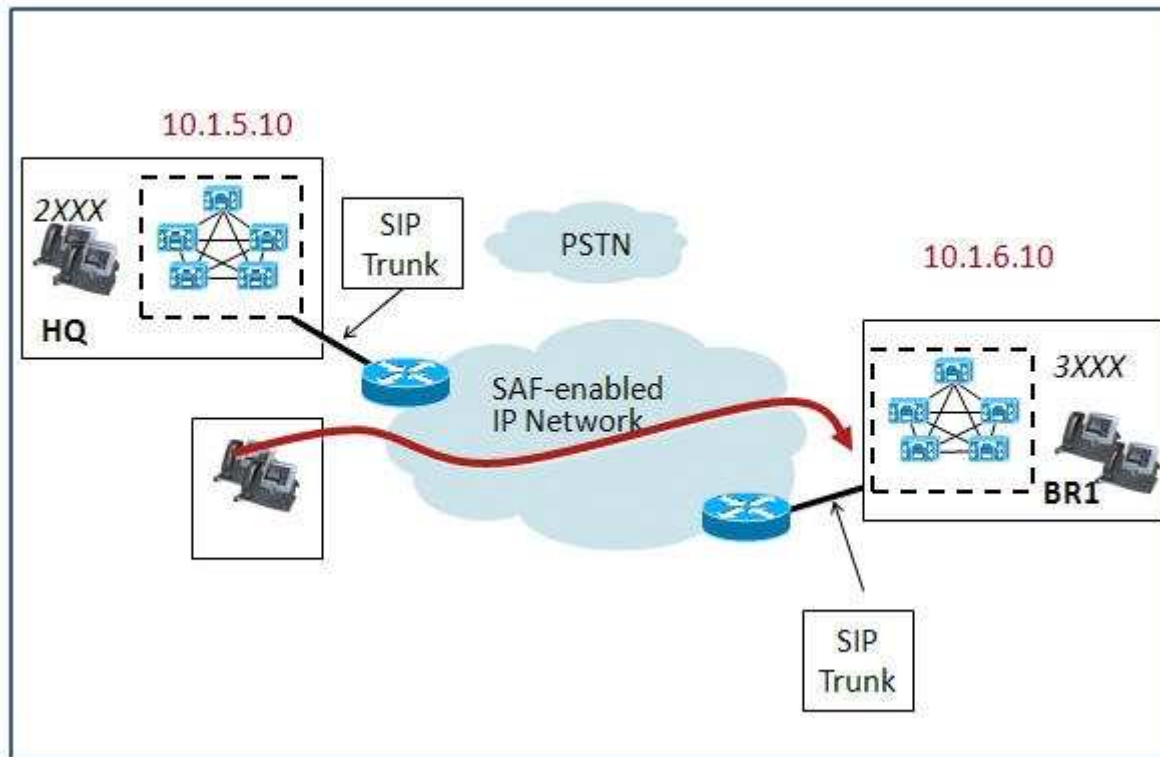 10.1.5.10
2XXX
HQ
SIP
Trunk
PSTN
10.1.6.10
SAF-enabled
IP Network
3XXX
BR1
SIP
Trunk